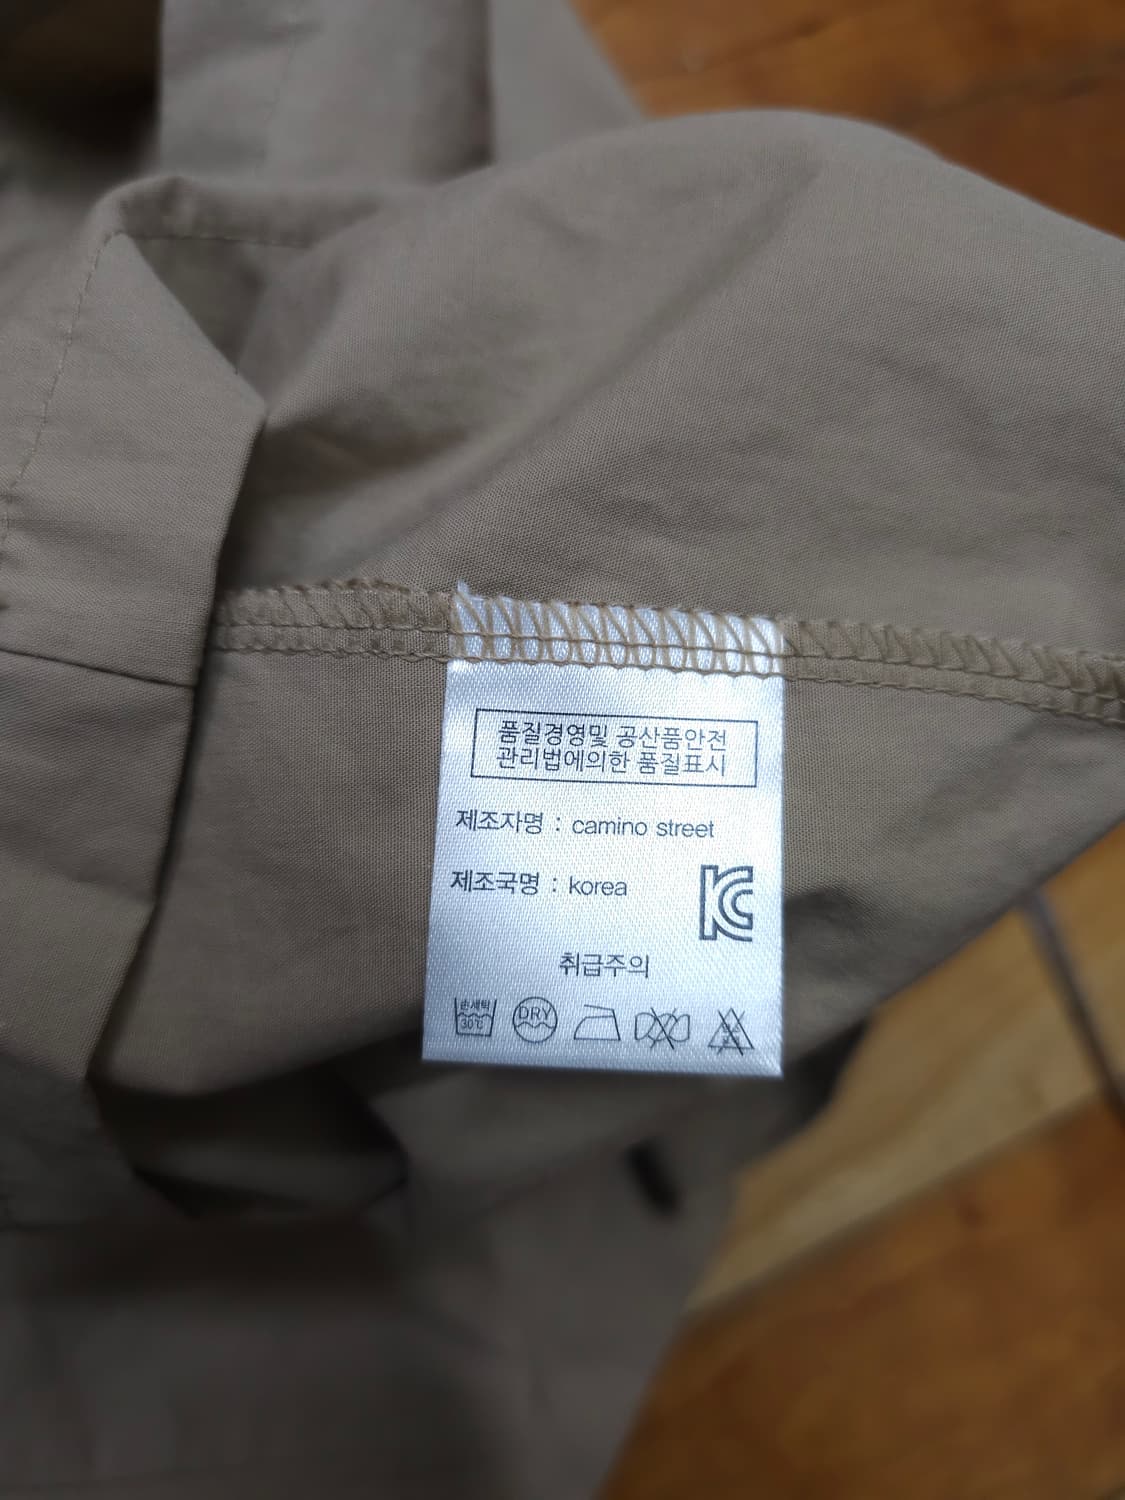 품질경영및 공산품안전
관리법에의한 품질표시
제조자명 : camino street
제조국명 : korea
KC
취급주의
손세탁
30℃
DRY